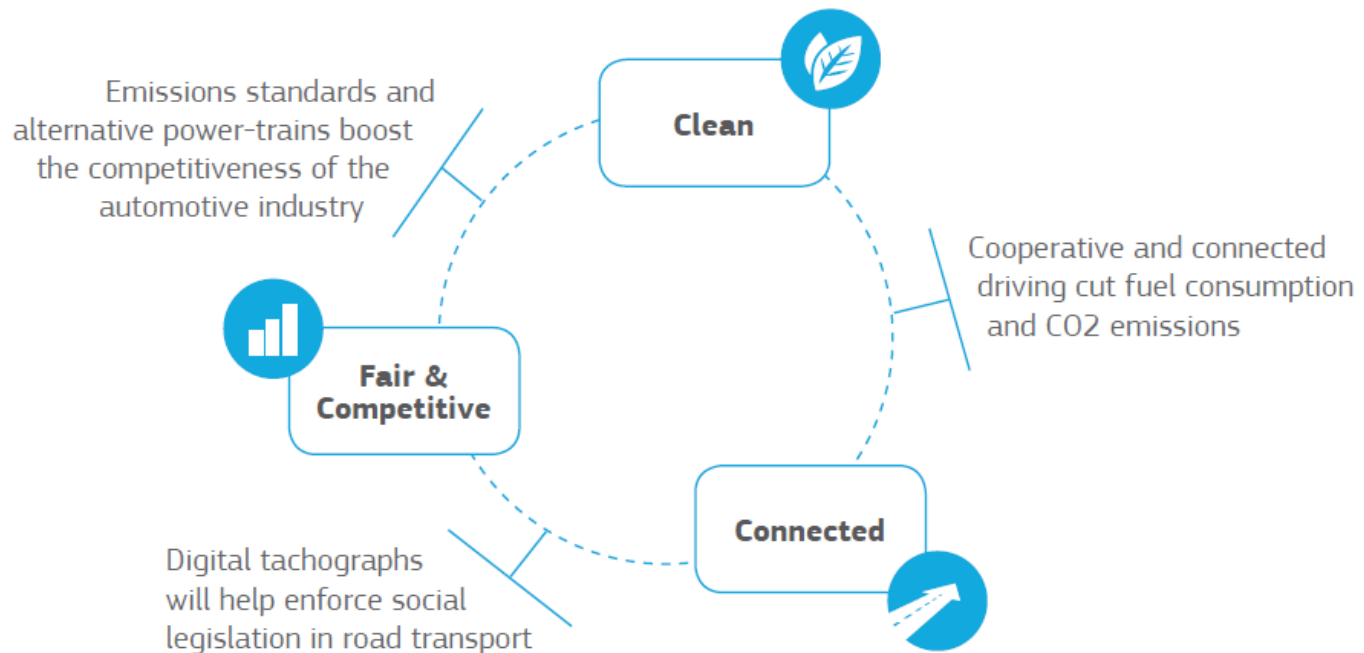 Clean
Emissions standards and
alternative power-trains boost
the competitiveness of the
automotive industry
Cooperative and connected
driving cut fuel consumption
and CO2 emissions
Fair &
Competitive
Connected
Digital tachographs
will help enforce social
legislation in road transport